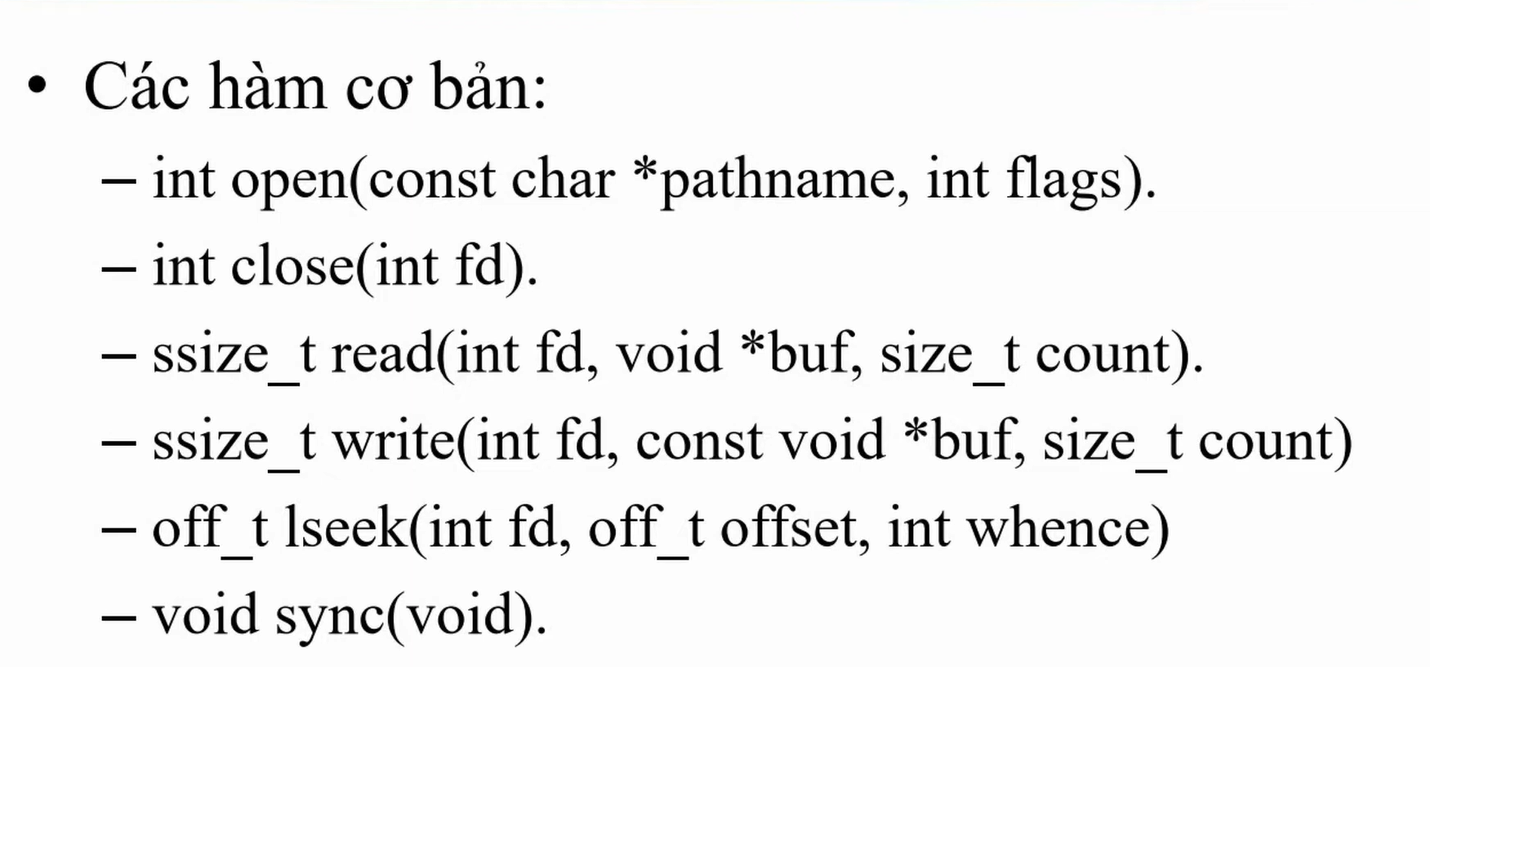 • Các hàm cơ bản:
– int open(const char *pathname, int flags).
– int close(int fd).
– ssize_t read(int fd, void *buf, size_t count).
– ssize_t write(int fd, const void *buf, size_t count)
– off_t lseek(int fd, off_t offset, int whence)
– void sync(void).